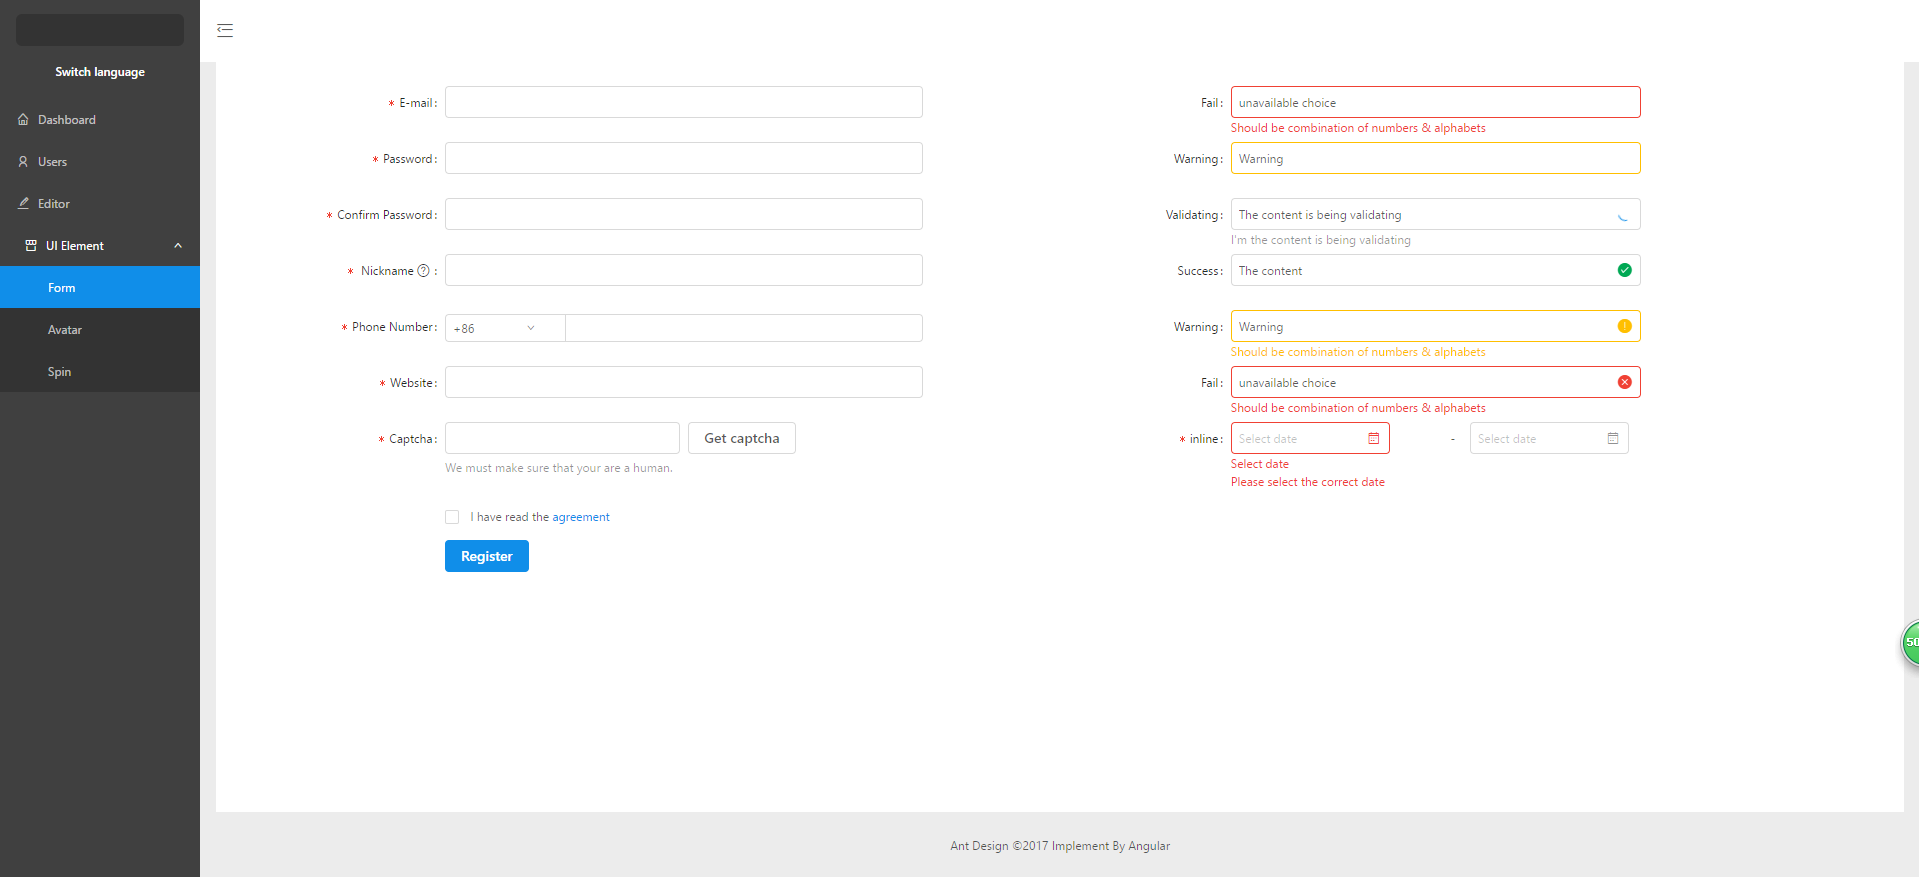 Switch language
Dashboard
Users
Editor
UI Element
Form
Avatar
Spin
* E-mail :
* Password :
* Confirm Password :
* Nickname ? :
* Phone Number : +86
* Website :
* Captcha : Get captcha
We must make sure that your are a human.
I have read the agreement
Register
Fail : unavailable choice
Should be combination of numbers & alphabets
Warning : Warning
Validating : The content is being validating
I'm the content is being validating
Success : The content
Warning : Warning
Should be combination of numbers & alphabets
Fail : unavailable choice
Should be combination of numbers & alphabets
* inline : Select date - Select date
Select date
Please select the correct date
Ant Design ©2017 Implement By Angular